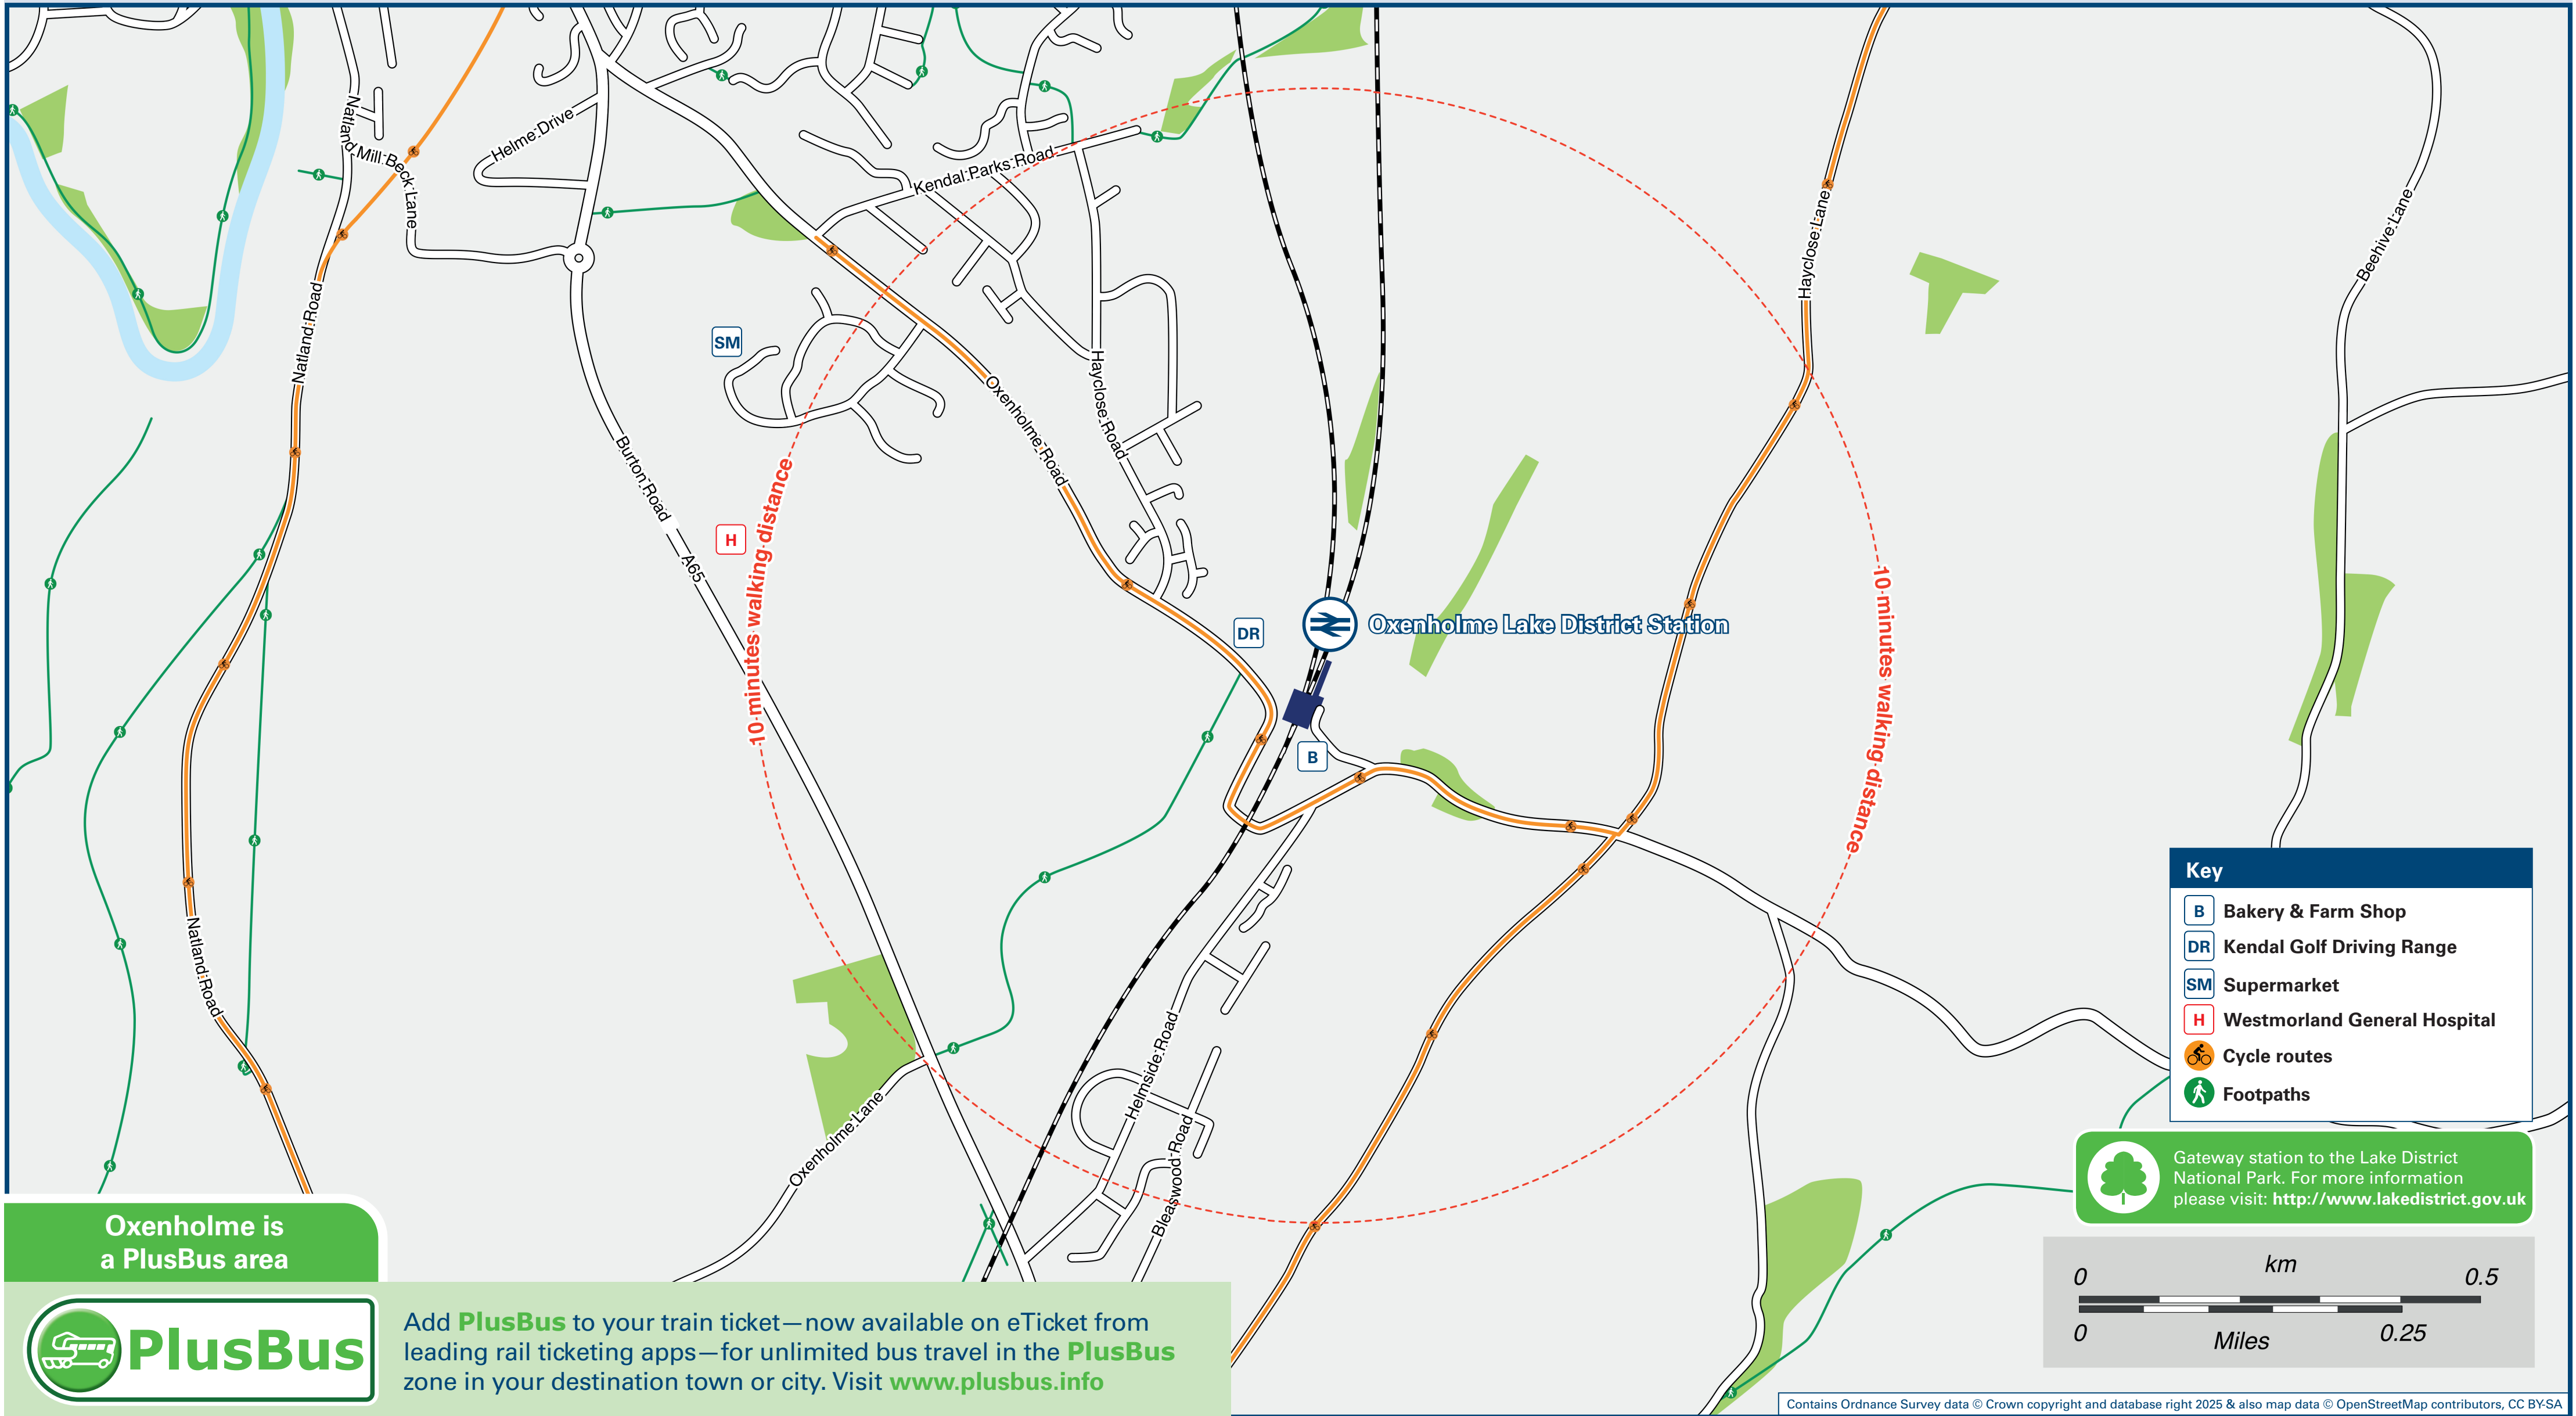 Natland Road
Mill Beck Lane
Helme Drive
Kendal Parks Road
Hayclose Lane
Beehive Lane
Natland Road
SM
Hayclose Road
Oxenholme Road
Burton Road
A65
H
10 minutes walking distance
DR
Oxenholme Lake District Station
10 minutes walking distance
B
Natland Road
Helmside Road
Oxenholme Lane
Bleaswood Road
Key
B Bakery & Farm Shop
DR Kendal Golf Driving Range
SM Supermarket
H Westmorland General Hospital
Cycle routes
Footpaths
Gateway station to the Lake District
National Park. For more information
please visit: http://www.lakedistrict.gov.uk
km
0 0.5
0 Miles 0.25
Oxenholme is
a PlusBus area
PlusBus
Add PlusBus to your train ticket—now available on eTicket from
leading rail ticketing apps—for unlimited bus travel in the PlusBus
zone in your destination town or city. Visit www.plusbus.info
Contains Ordnance Survey data © Crown copyright and database right 2025 & also map data © OpenStreetMap contributors, CC BY-SA